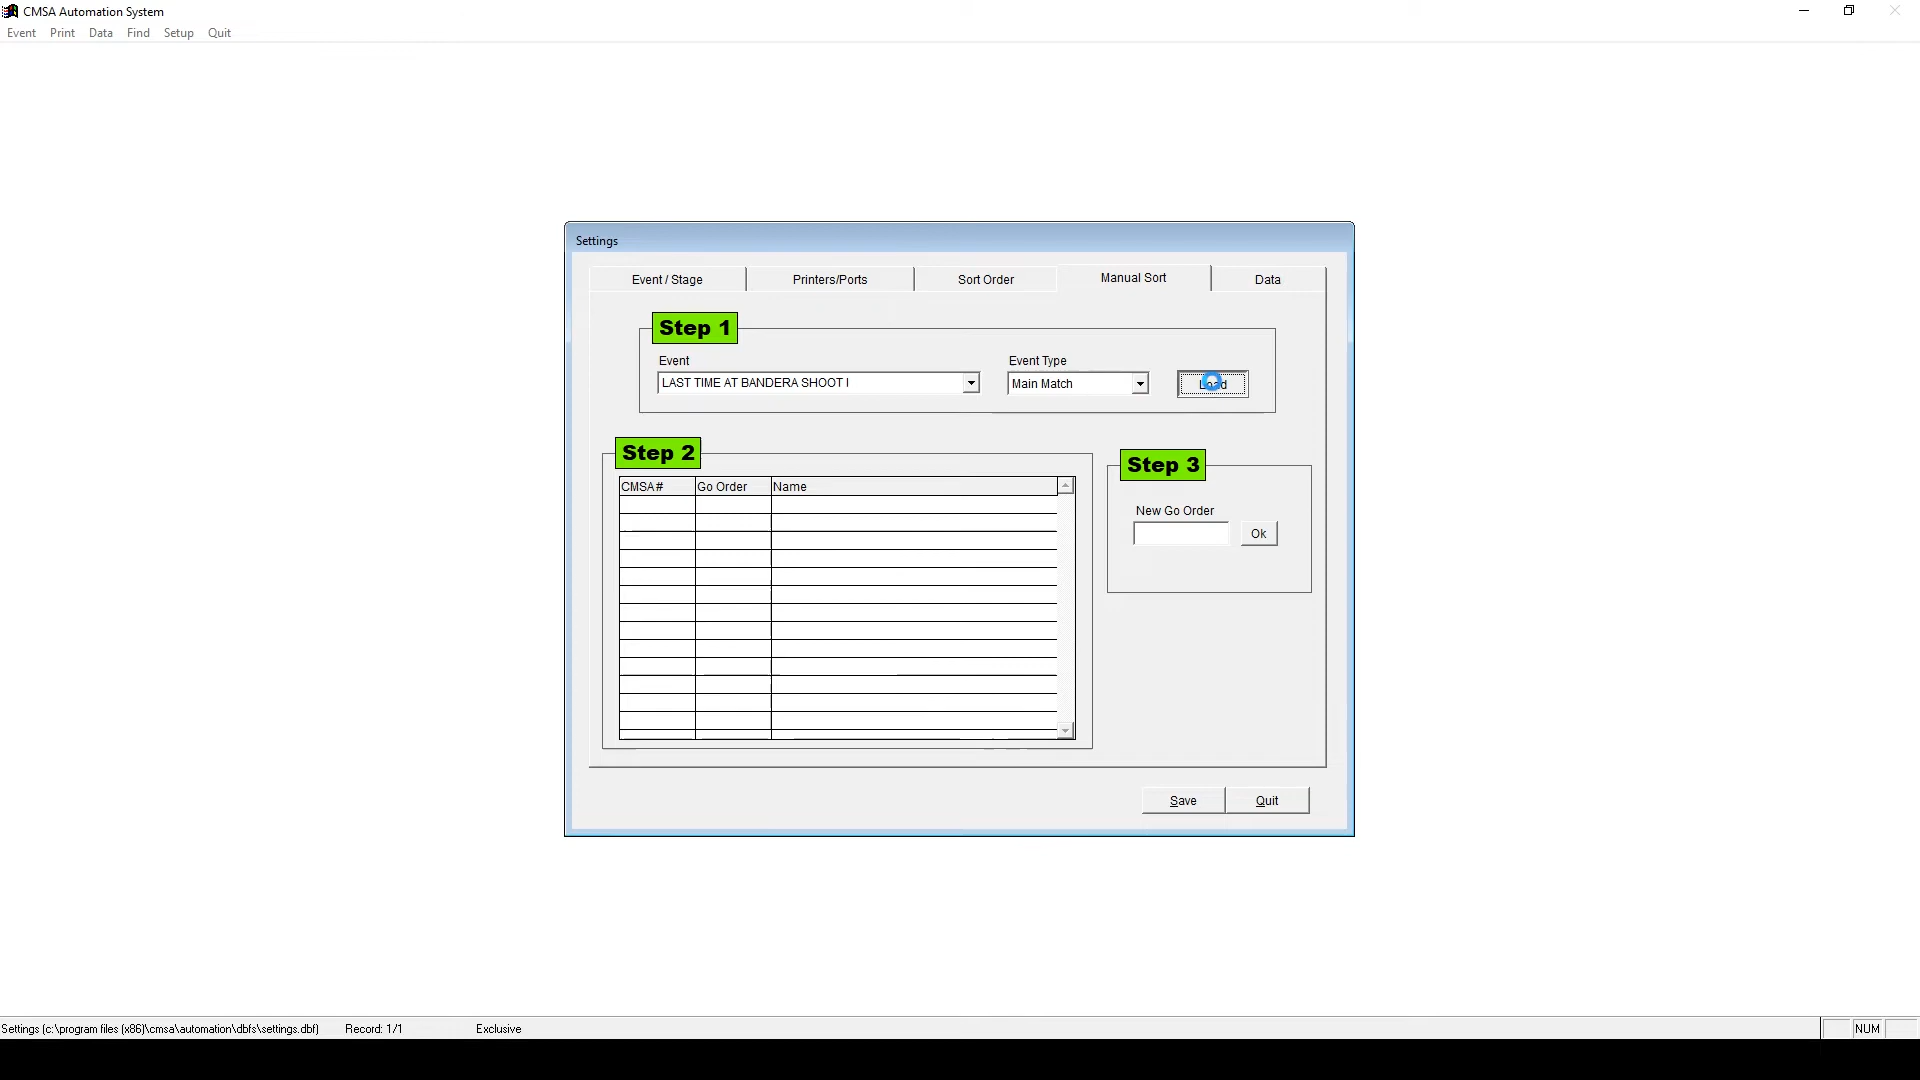 CMSA Automation System
Event Print Data Find Setup Quit
Settings
Event / Stage Printers/Ports Sort Order Manual Sort Data
Step 1
Event Event Type
LAST TIME AT BANDERA SHOOT I Main Match Load
Step 2
Step 3
CMSA# Go Order Name
New Go Order
Ok
Save Quit
Settings (c:\program files (x86)\cmsa\automation\dbfs\settings.dbf) Record: 1/1 Exclusive NUM